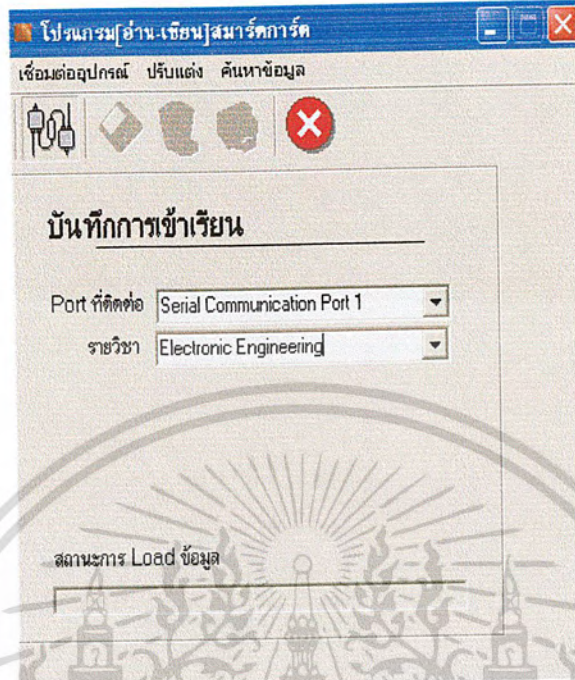 โปรแกรม[อ่าน-เขียน]สมาร์ตการ์ด
เชื่อมต่ออุปกรณ์ ปรับแต่ง ค้นหาข้อมูล
บันทึกการเข้าเรียน
Port ที่ติดต่อ Serial Communication Port 1
รายวิชา Electronic Engineering
สถานะการ Load ข้อมูล